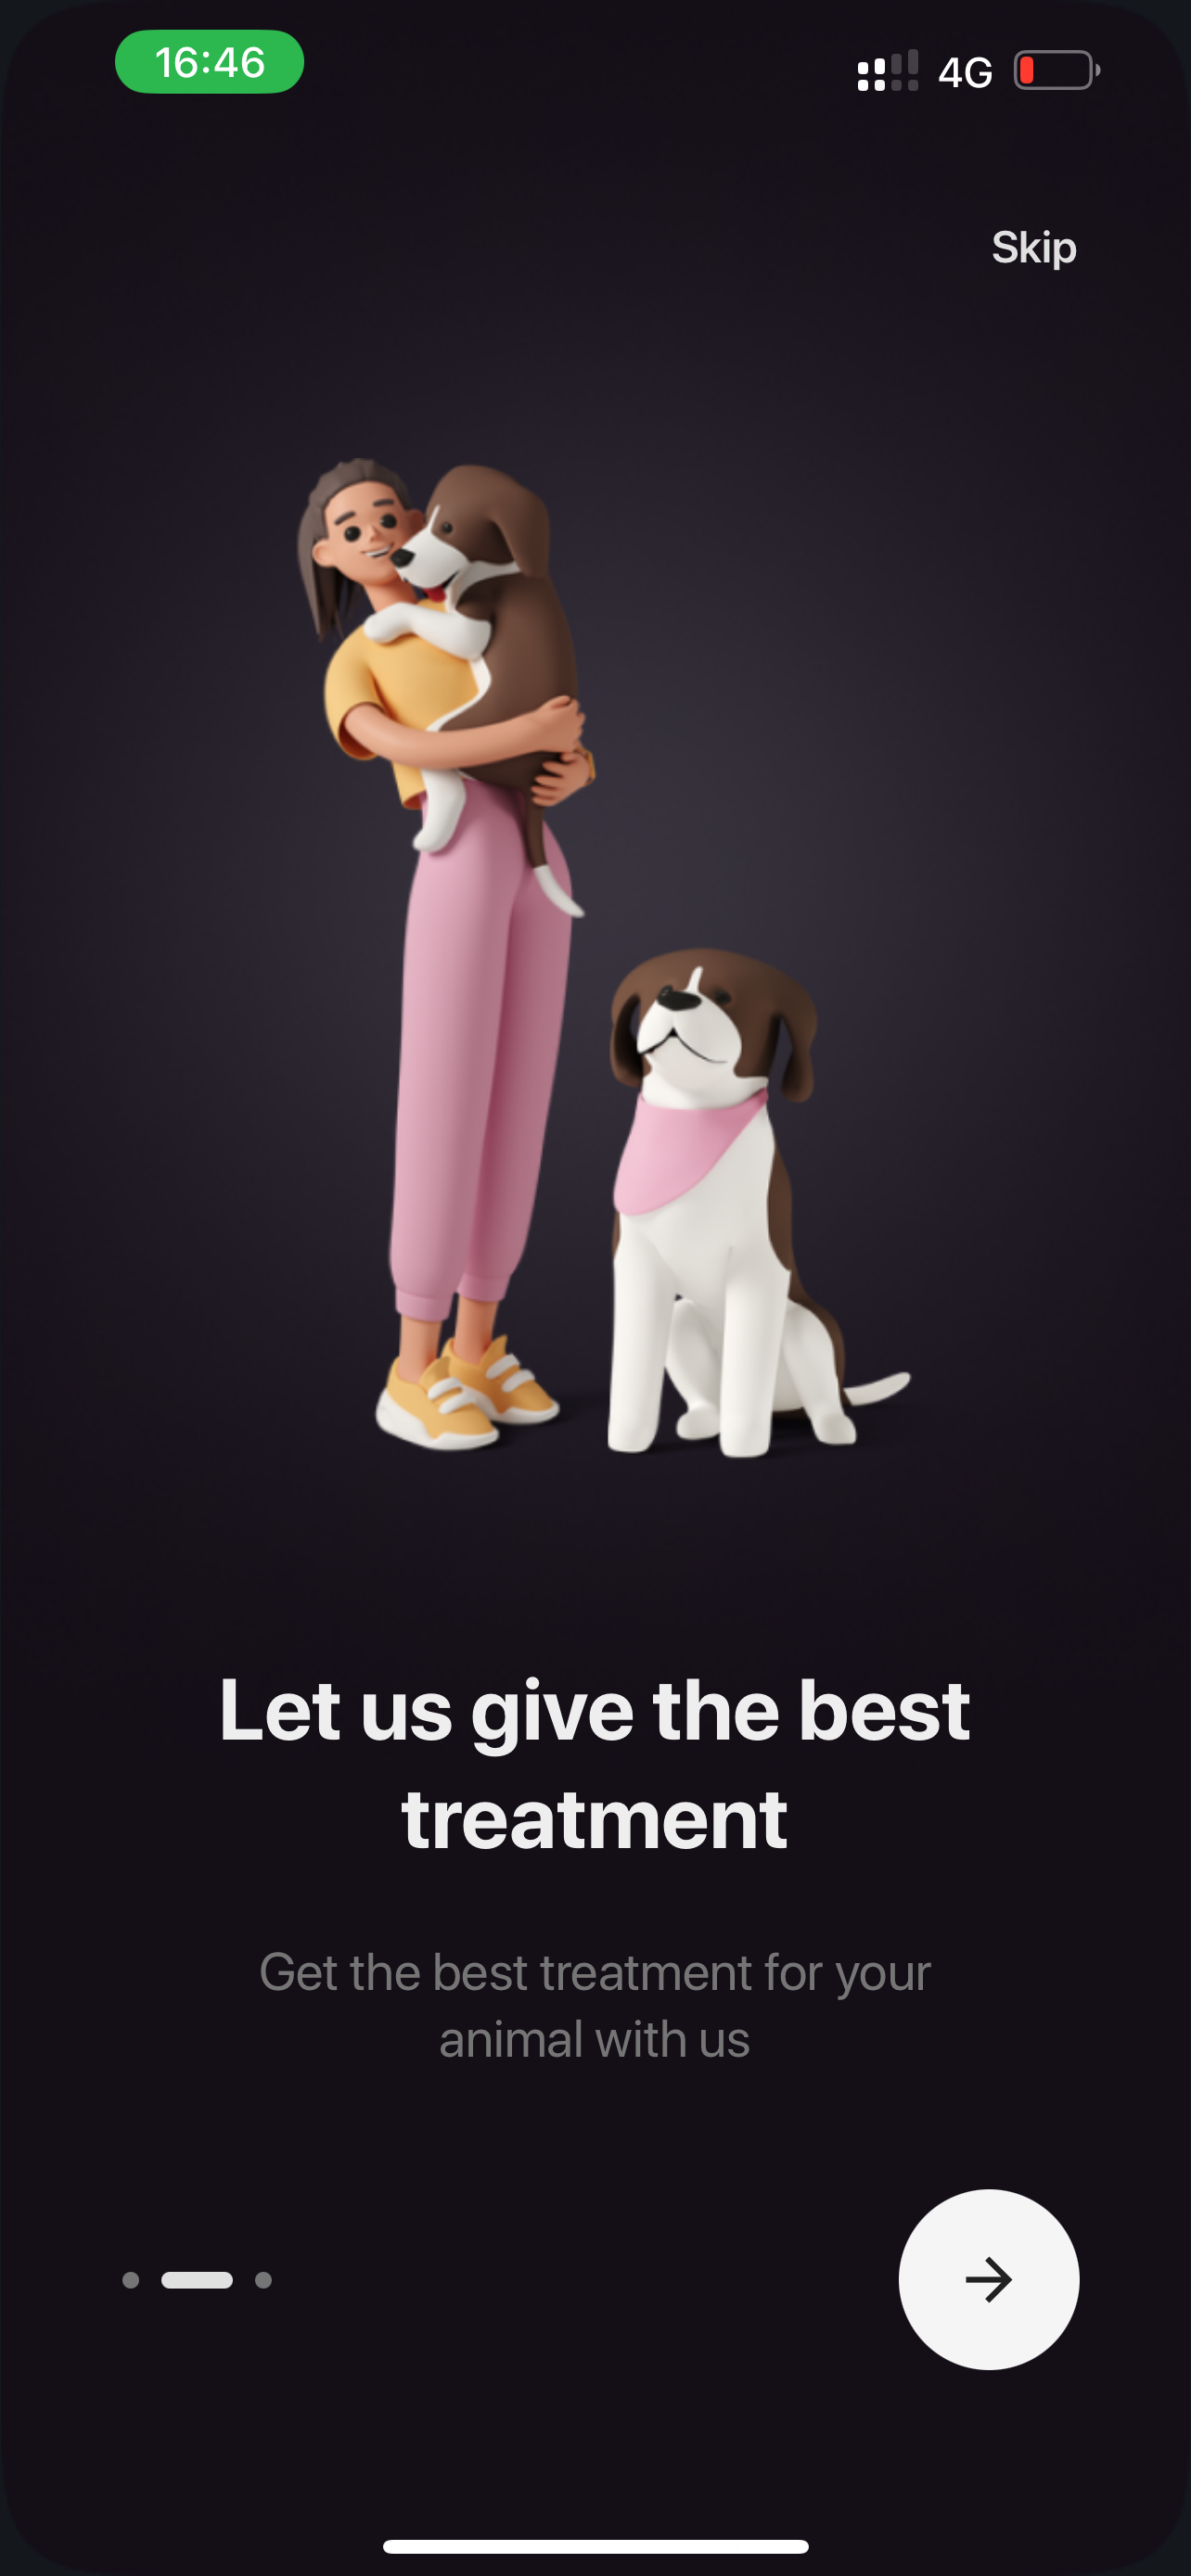 16:46
4G
Skip
Let us give the best
treatment
Get the best treatment for your
animal with us